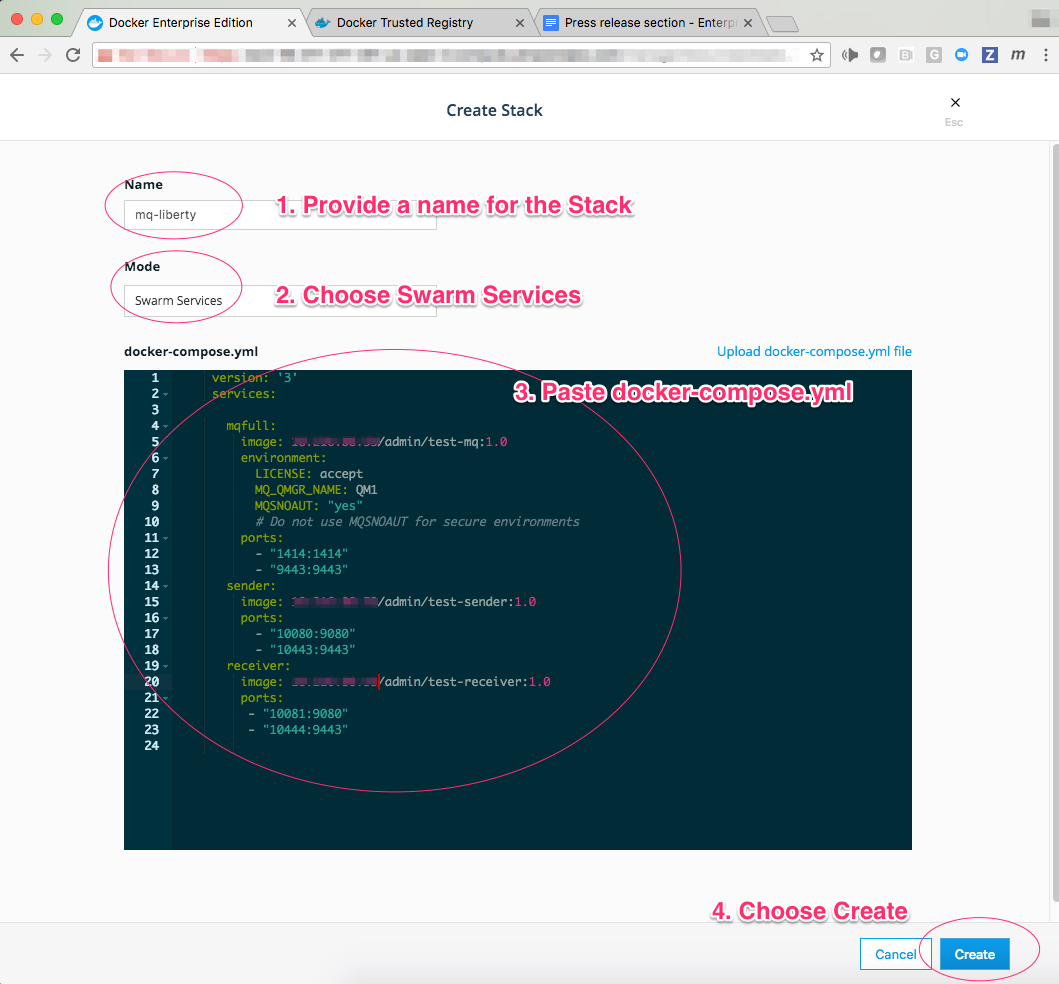 Docker Enterprise Edition
Docker Trusted Registry
Press release section - Enterp
Create Stack
Esc
Name
mq-liberty
1. Provide a name for the Stack
Mode
Swarm Services
2. Choose Swarm Services
docker-compose.yml
Upload docker-compose.yml file
3. Paste docker-compose.yml
1 version: '3'
2 services:
3
4 mqfull:
5 image: /admin/test-mq:1.0
6 environment:
7 LICENSE: accept
8 MQ_QMGR_NAME: QM1
9 MQSNOAUT: "yes"
10 # Do not use MQSNOAUT for secure environments
11 ports:
12 - "1414:1414"
13 - "9443:9443"
14 sender:
15 image: /admin/test-sender:1.0
16 ports:
17 - "10080:9080"
18 - "10443:9443"
19 receiver:
20 image: /admin/test-receiver:1.0
21 ports:
22 - "10081:9080"
23 - "10444:9443"
24
4. Choose Create
Cancel
Create